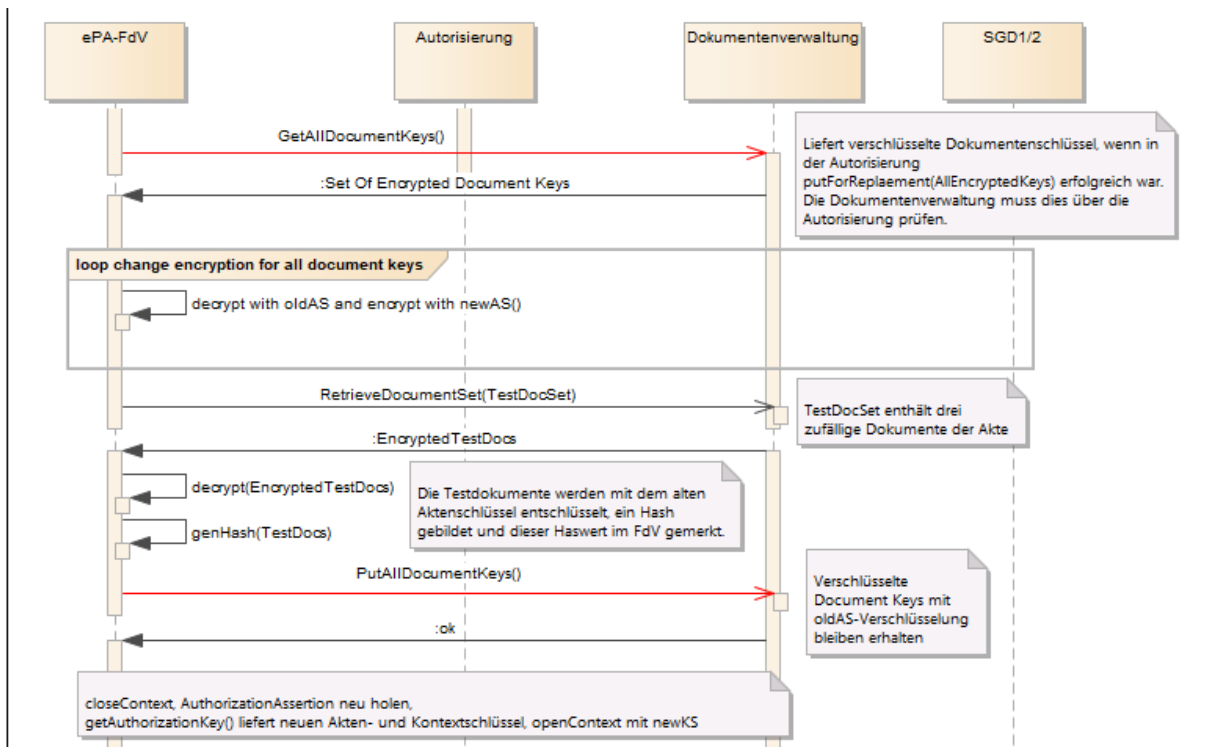 ePA-FdV
Autorisierung
Dokumentenverwaltung
SGD1/2
GetAllDocumentKeys()
Liefert verschlüsselte Dokumentenschlüssel, wenn in
der Autorisierung
putForReplaement(AllEncryptedKeys) erfolgreich war.
Die Dokumentenverwaltung muss dies über die
Autorisierung prüfen.
:Set Of Encrypted Document Keys
loop change encryption for all document keys
decrypt with oldAS and encrypt with newAS()
RetrieveDocumentSet(TestDocSet)
TestDocSet enthält drei
zufällige Dokumente der Akte
:EncryptedTestDocs
decrypt(EncryptedTestDocs)
Die Testdokumente werden mit dem alten
Aktenschlüssel entschlüsselt, ein Hash
gebildet und dieser Haswert im FdV gemerkt.
genHash(TestDocs)
PutAllDocumentKeys()
Verschlüsselte
Document Keys mit
oldAS-Verschlüsselung
bleiben erhalten
:ok
closeContext, AuthorizationAssertion neu holen,
getAuthorizationKey() liefert neuen Akten- und Kontextschlüssel, openContext mit newKS